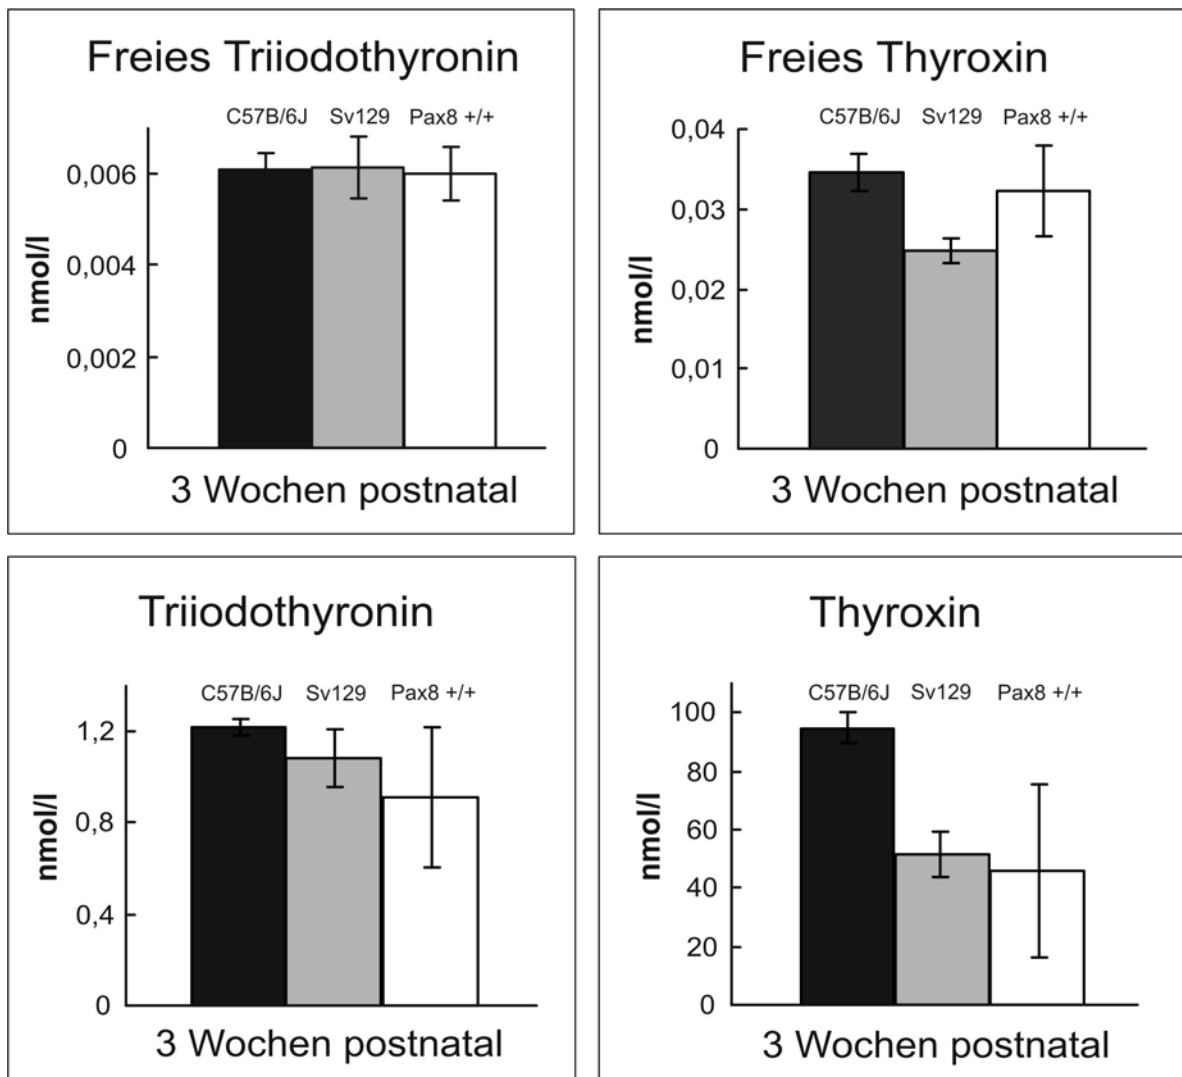 Freies Triiodothyronin
C57B/6J Sv129 Pax8 +/+
0,006
0,004
0,002
0
nmol/l
3 Wochen postnatal
Freies Thyroxin
C57B/6J Sv129 Pax8 +/+
0,04
0,03
0,02
0,01
0
nmol/l
3 Wochen postnatal
Triiodothyronin
C57B/6J Sv129 Pax8 +/+
1,2
0,8
0,4
0
nmol/l
3 Wochen postnatal
Thyroxin
C57B/6J Sv129 Pax8 +/+
100
80
60
40
20
0
nmol/l
3 Wochen postnatal